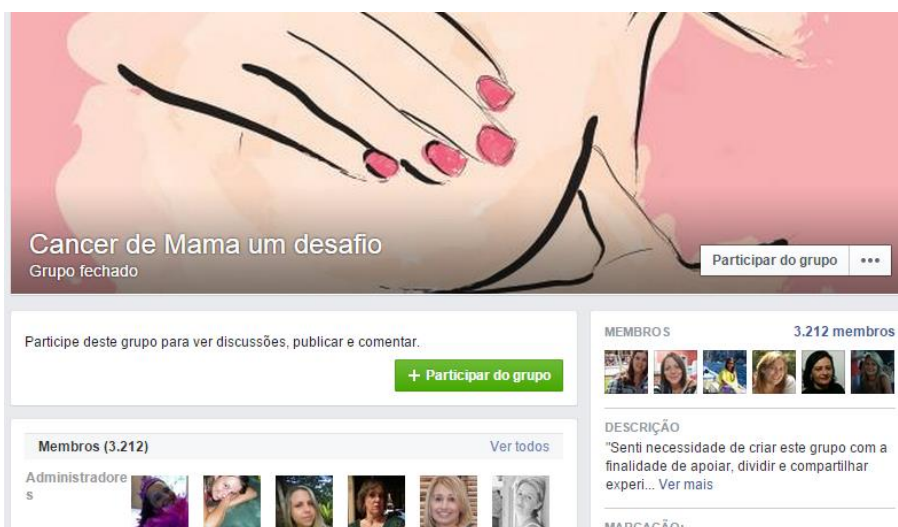 Cancer de Mama um desafio
Grupo fechado
Participar do grupo
Participe deste grupo para ver discussões, publicar e comentar.
+ Participar do grupo
Membros (3.212)
Ver todos
Administradore
s
MEMBROS
3.212 membros
DESCRIÇÃO
"Senti necessidade de criar este grupo com a
finalidade de apoiar, dividir e compartilhar
experi... Ver mais
MARCAÇÃO: